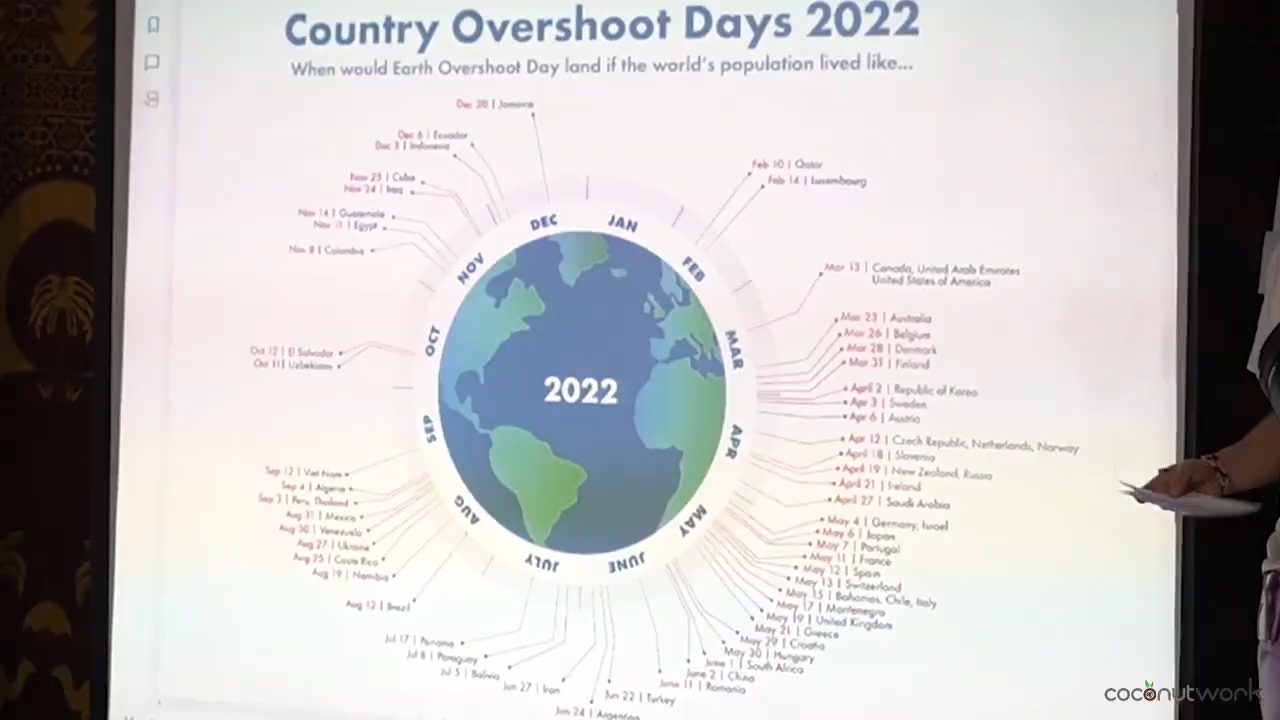 Country Overshoot Days 2022
When would Earth Overshoot Day land if the world's population lived like...
Dec 20 | Jamaica
Dec 6 | Ecuador
Dec 3 | Indonesia
Nov 25 | Cuba
Nov 24 | Iraq
Nov 14 | Guatemala
Nov 11 | Egypt
Nov 8 | Colombia
Oct 12 | El Salvador
Oct 11 | Uzbekistan
Sep 12 | Viet Nam
Sep 4 | Algeria
Sep 3 | Peru, Thailand
Aug 31 | Mexico
Aug 30 | Venezuela
Aug 27 | Ukraine
Aug 25 | Costa Rica
Aug 19 | Namibia
Aug 12 | Brazil
Jul 17 | Panama
Jul 8 | Paraguay
Jul 5 | Bolivia
Jun 27 | Iran
Jun 24 | Argentina
Feb 10 | Qatar
Feb 14 | Luxembourg
Mar 13 | Canada, United Arab Emirates
United States of America
Mar 23 | Australia
Mar 26 | Belgium
Mar 28 | Denmark
Mar 31 | Finland
April 2 | Republic of Korea
Apr 3 | Sweden
Apr 6 | Austria
Apr 12 | Czech Republic, Netherlands, Norway
April 18 | Slovenia
April 19 | New Zealand, Russia
April 21 | Ireland
April 27 | Saudi Arabia
May 4 | Germany, Israel
May 6 | Japan
May 7 | Portugal
May 11 | France
May 12 | Spain
May 13 | Switzerland
May 15 | Bahamas, Chile, Italy
May 17 | Montenegro
May 19 | United Kingdom
May 21 | Greece
May 29 | Croatia
May 30 | Hungary
June 1 | South Africa
June 2 | China
June 11 | Romania
Jun 22 | Turkey
JAN
FEB
MAR
APR
MAY
JUNE
JULY
AUG
SEP
OCT
NOV
DEC
2022
coconutwork